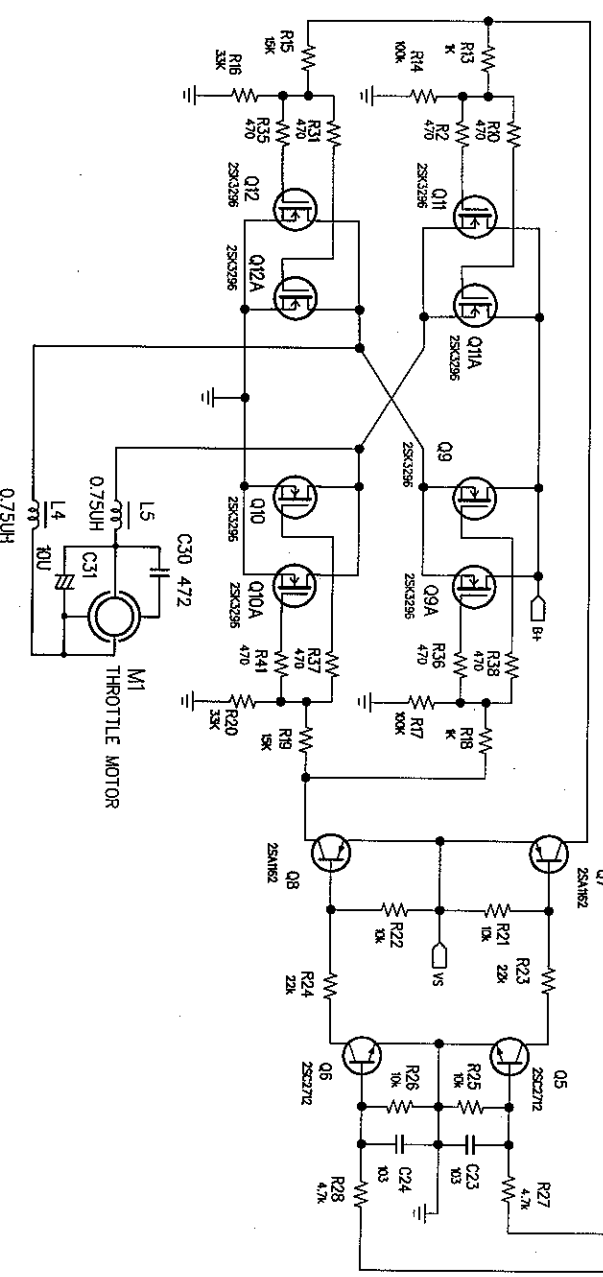 R15
15K
R16
33K
R35
470
R31
470
R13
1K
R14
100k
R2
470
R10
470
Q12
2SK3296
Q12A
2SK3296
Q11
2SK3296
Q11A
2SK3296
Q9
2SK3296
Q9A
2SK3296
B+
Q10
2SK3296
Q10A
2SK3296
L5
0.75UH
L4
0.75UH
C31
10U
C30
472
M1
THROTTLE MOTOR
R41
470
R37
470
R36
470
R38
470
R20
33K
R19
15K
R17
100K
R18
1K
Q8
2SA1162
Q7
2SA1162
R22
10k
R21
10k
VS
R24
22k
R23
22k
Q6
2SC2712
Q5
2SC2712
R26
10k
R25
10k
C24
103
C23
103
R28
4.7k
R27
4.7k